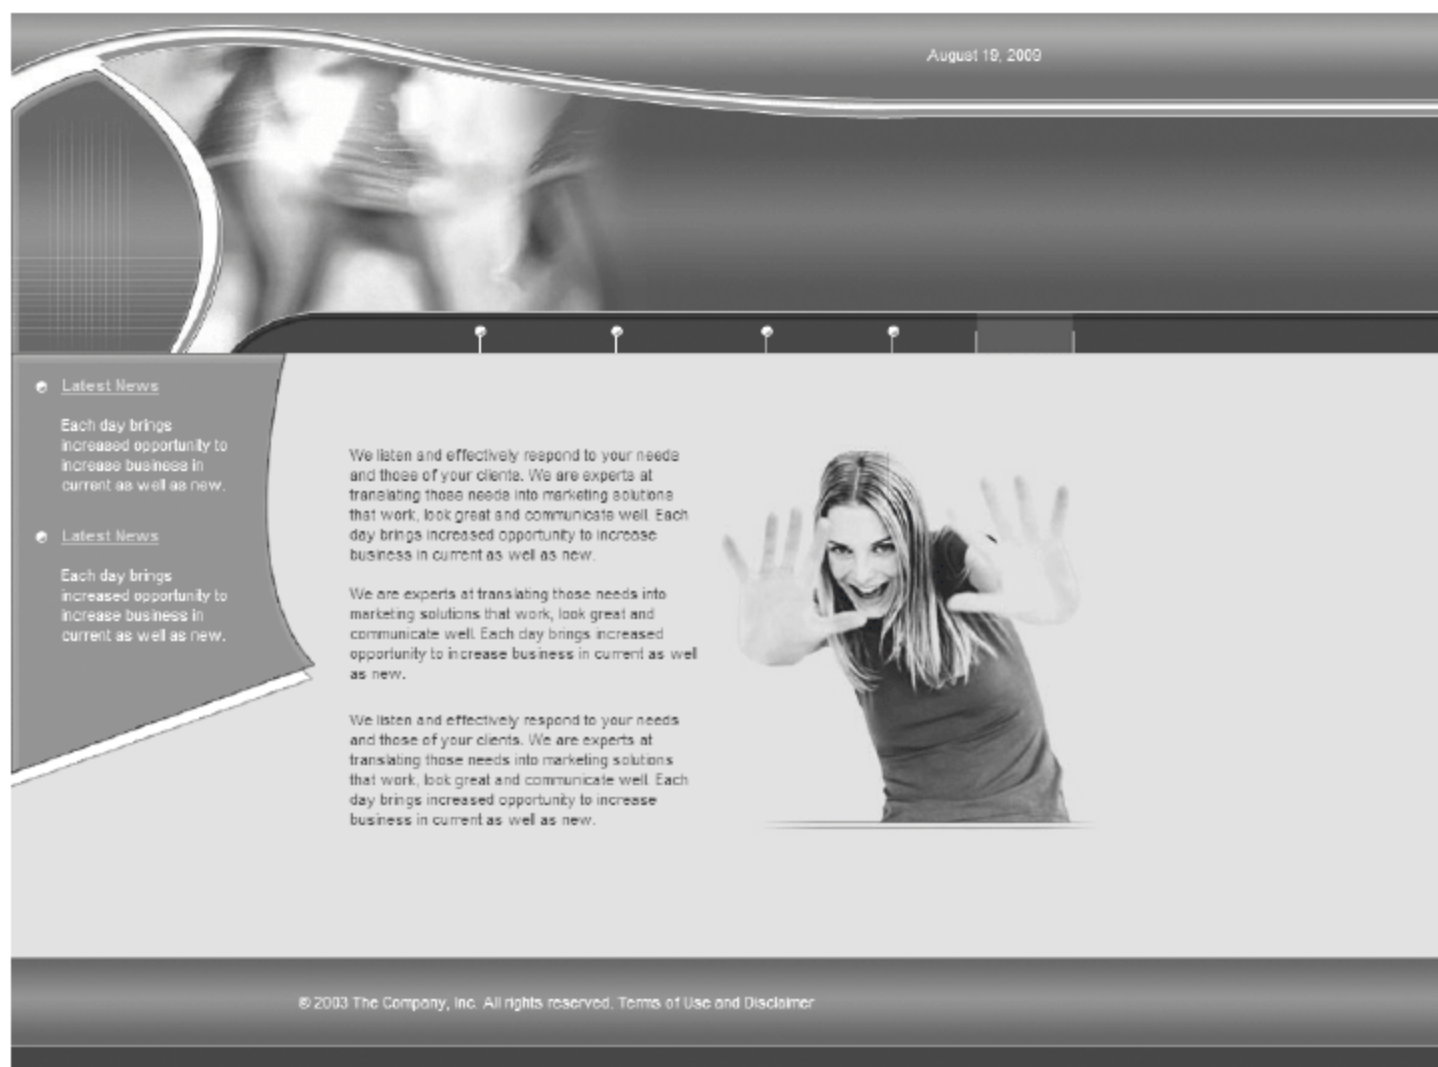 August 19, 2009
Latest News
Each day brings
increased opportunity to
increase business in
current as well as new.
Latest News
Each day brings
increased opportunity to
increase business in
current as well as new.
We listen and effectively respond to your needs
and those of your clients. We are experts at
translating those needs into marketing solutions
that work, look great and communicate well. Each
day brings increased opportunity to increase
business in current as well as new.
We are experts at translating those needs into
marketing solutions that work, look great and
communicate well. Each day brings increased
opportunity to increase business in current as well
as new.
We listen and effectively respond to your needs
and those of your clients. We are experts at
translating those needs into marketing solutions
that work, look great and communicate well. Each
day brings increased opportunity to increase
business in current as well as new.
© 2003 The Company, Inc. All rights reserved. Terms of Use and Disclaimer